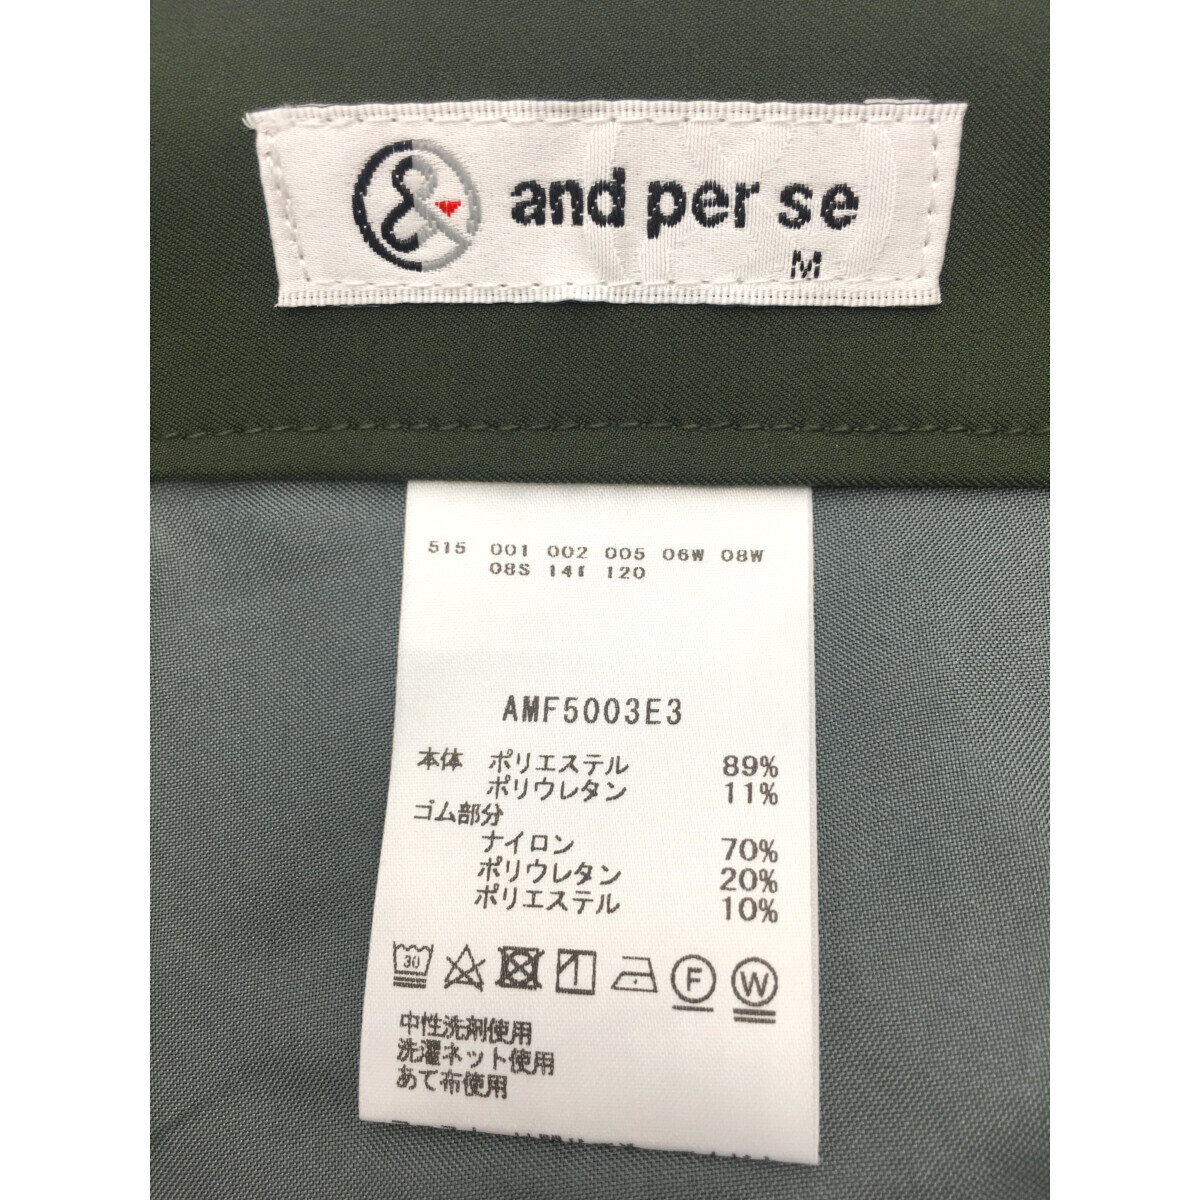 and per se
M
515 001 002 005 06W 08W
08S 14f 120
AMF5003E3
本体 ポリエステル 89%
ポリウレタン 11%
ゴム部分
ナイロン 70%
ポリウレタン 20%
ポリエステル 10%
30
F W
中性洗剤使用
洗濯ネット使用
あて布使用